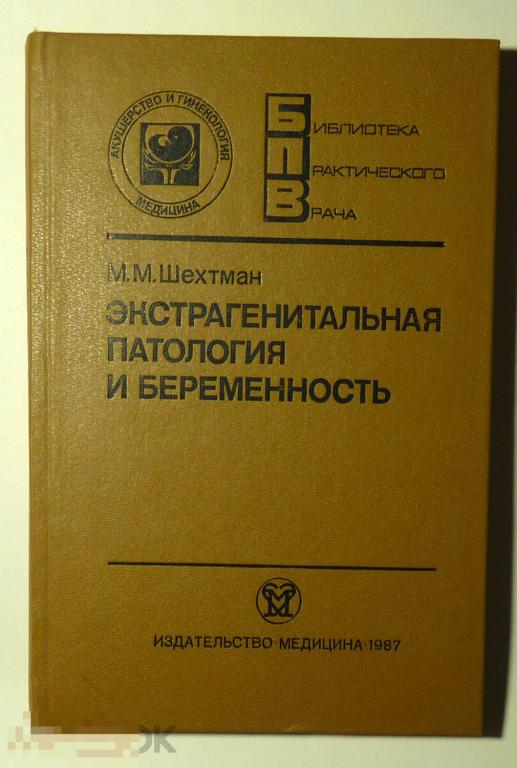 АКУШЕРСТВО И ГИНЕКОЛОГИЯ
МЕДИЦИНА
БИБЛИОТЕКА
ПРАКТИЧЕСКОГО
ВРАЧА
М.М.Шехтман
ЭКСТРАГЕНИТАЛЬНАЯ
ПАТОЛОГИЯ
И БЕРЕМЕННОСТЬ
ИЗДАТЕЛЬСТВО·МЕДИЦИНА·1987